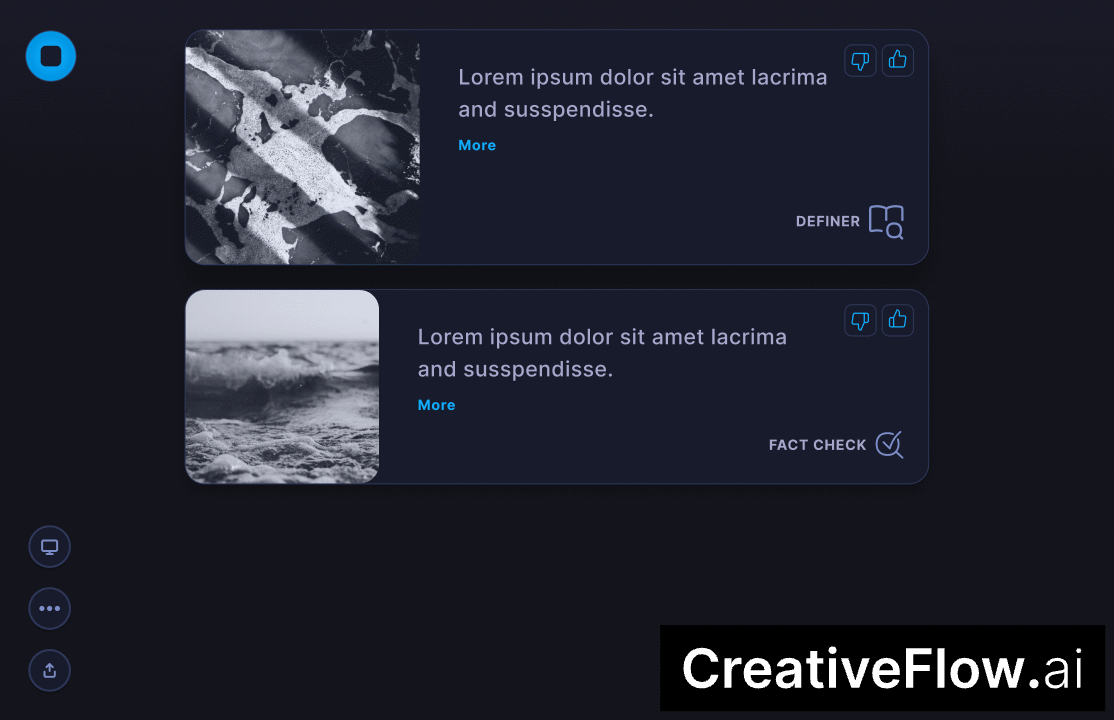 Lorem ipsum dolor sit amet lacrima
and susspendisse.
More
DEFINER
Lorem ipsum dolor sit amet lacrima
and susspendisse.
More
FACT CHECK
CreativeFlow.ai